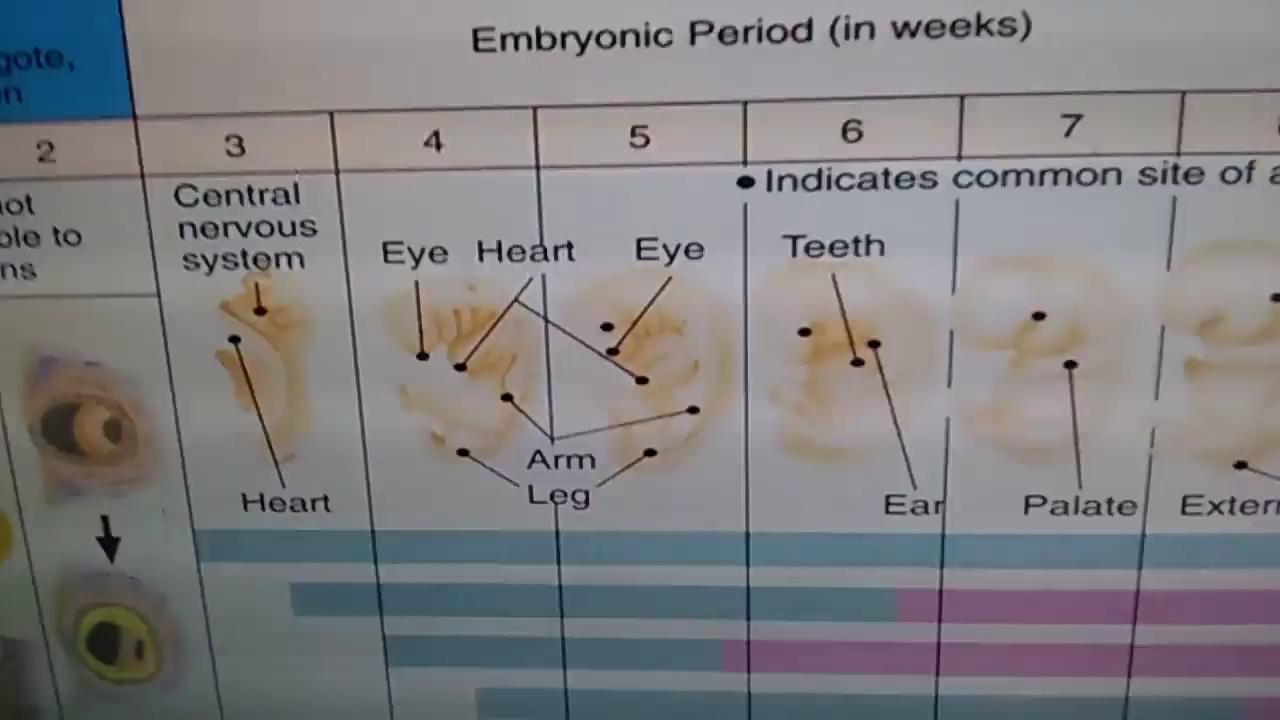 Embryonic Period (in weeks)
2 3 4 5 6 7
Indicates common site of
Central
nervous
system
Eye Heart Eye Teeth
to
Heart
Arm
Leg
Ear Palate